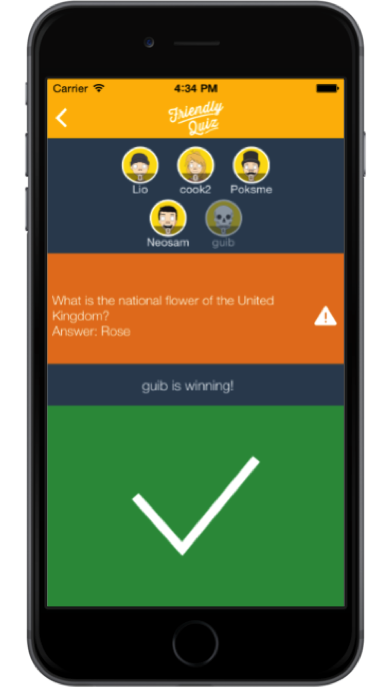 Carrier 4:34 PM
Friendly
Quiz
Lio cook2 Poksme
Neosam guib
What is the national flower of the United
Kingdom?
Answer: Rose
guib is winning!